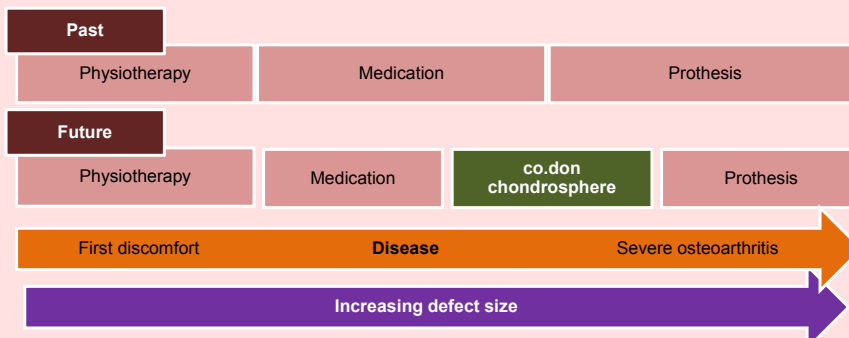 Past
Physiotherapy Medication Prothesis
Future
Physiotherapy Medication co.don
chondrosphere Prothesis
First discomfort Disease Severe osteoarthritis
Increasing defect size